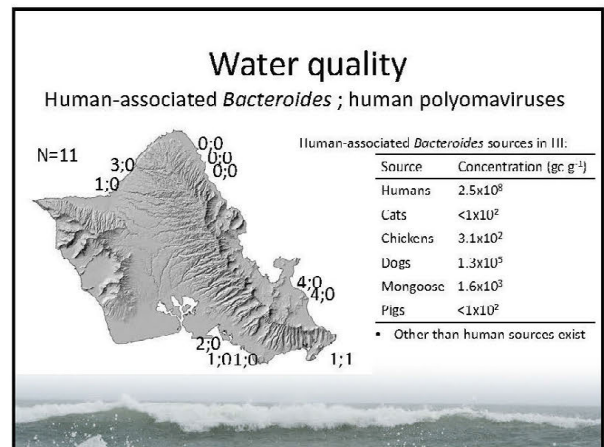 Water quality
Human-associated Bacteroides ; human polyomaviruses
N=11
0;0
0;0
0;0
3;0
1;0
4;0
4;0
2;0
1;0
1;0
1;1
Human-associated Bacteroides sources in HI:
Source Concentration (gc g⁻¹)
Humans 2.5x10⁸
Cats <1x10²
Chickens 3.1x10²
Dogs 1.3x10⁵
Mongoose 1.6x10³
Pigs <1x10²
• Other than human sources exist